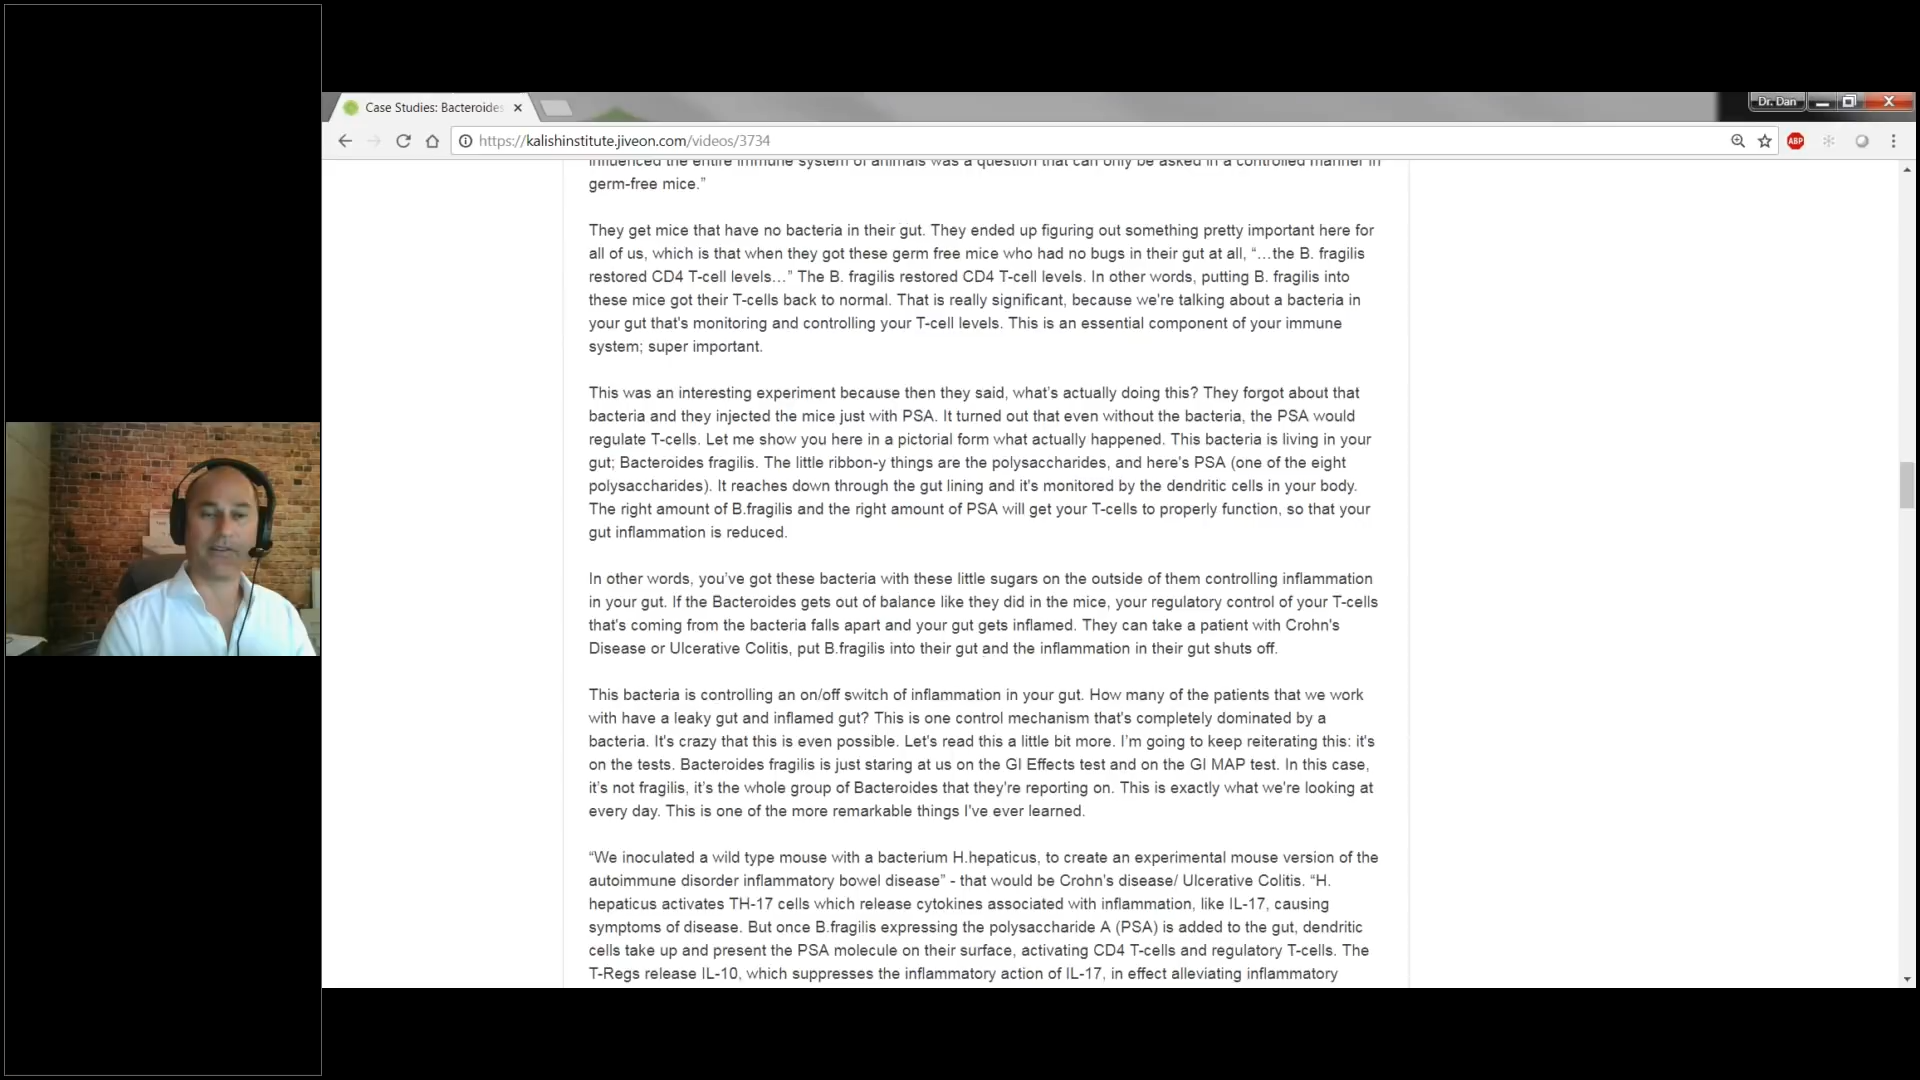 Case Studies: Bacteroides
Dr. Dan
https://kalishinstitute.jiveon.com/videos/3734
ABP
influenced the entire immune system of animals was a question that can only be asked in a controlled manner in
germ-free mice.”
They get mice that have no bacteria in their gut. They ended up figuring out something pretty important here for
all of us, which is that when they got these germ free mice who had no bugs in their gut at all, “…the B. fragilis
restored CD4 T-cell levels…” The B. fragilis restored CD4 T-cell levels. In other words, putting B. fragilis into
these mice got their T-cells back to normal. That is really significant, because we're talking about a bacteria in
your gut that's monitoring and controlling your T-cell levels. This is an essential component of your immune
system; super important.
This was an interesting experiment because then they said, what’s actually doing this? They forgot about that
bacteria and they injected the mice just with PSA. It turned out that even without the bacteria, the PSA would
regulate T-cells. Let me show you here in a pictorial form what actually happened. This bacteria is living in your
gut; Bacteroides fragilis. The little ribbon-y things are the polysaccharides, and here's PSA (one of the eight
polysaccharides). It reaches down through the gut lining and it's monitored by the dendritic cells in your body.
The right amount of B.fragilis and the right amount of PSA will get your T-cells to properly function, so that your
gut inflammation is reduced.
In other words, you’ve got these bacteria with these little sugars on the outside of them controlling inflammation
in your gut. If the Bacteroides gets out of balance like they did in the mice, your regulatory control of your T-cells
that's coming from the bacteria falls apart and your gut gets inflamed. They can take a patient with Crohn's
Disease or Ulcerative Colitis, put B.fragilis into their gut and the inflammation in their gut shuts off.
This bacteria is controlling an on/off switch of inflammation in your gut. How many of the patients that we work
with have a leaky gut and inflamed gut? This is one control mechanism that's completely dominated by a
bacteria. It's crazy that this is even possible. Let's read this a little bit more. I’m going to keep reiterating this: it's
on the tests. Bacteroides fragilis is just staring at us on the GI Effects test and on the GI MAP test. In this case,
it’s not fragilis, it’s the whole group of Bacteroides that they're reporting on. This is exactly what we're looking at
every day. This is one of the more remarkable things I've ever learned.
“We inoculated a wild type mouse with a bacterium H.hepaticus, to create an experimental mouse version of the
autoimmune disorder inflammatory bowel disease” - that would be Crohn's disease/ Ulcerative Colitis. “H.
hepaticus activates TH-17 cells which release cytokines associated with inflammation, like IL-17, causing
symptoms of disease. But once B.fragilis expressing the polysaccharide A (PSA) is added to the gut, dendritic
cells take up and present the PSA molecule on their surface, activating CD4 T-cells and regulatory T-cells. The
T-Regs release IL-10, which suppresses the inflammatory action of IL-17, in effect alleviating inflammatory